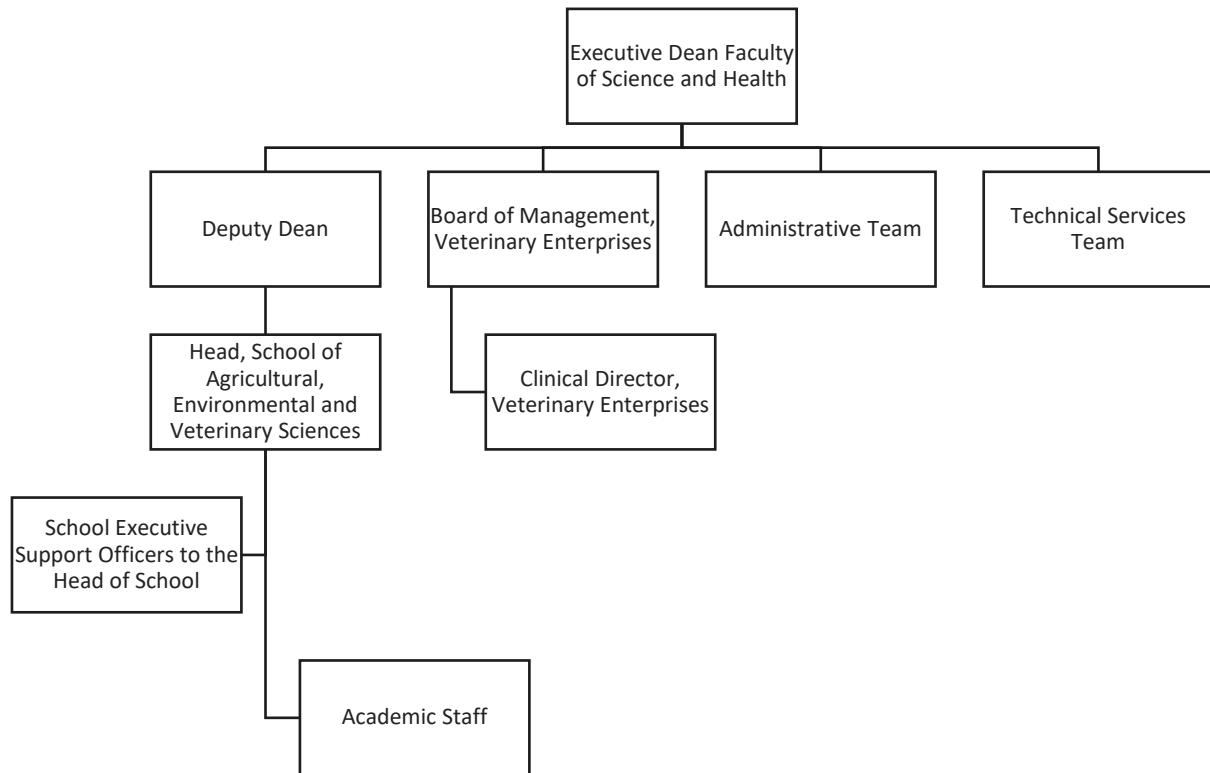 Executive Dean Faculty
of Science and Health
Deputy Dean
Board of Management,
Veterinary Enterprises
Administrative Team
Technical Services
Team
Head, School of
Agricultural,
Environmental and
Veterinary Sciences
Clinical Director,
Veterinary Enterprises
School Executive
Support Officers to the
Head of School
Academic Staff